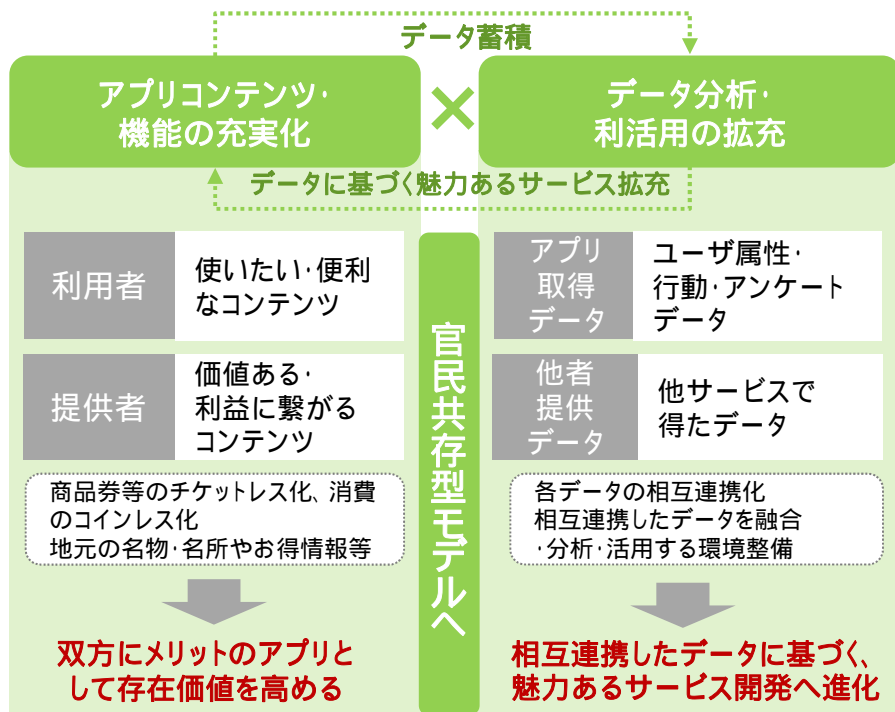 データ蓄積
アプリコンテンツ・
機能の充実化
×
データ分析・
利活用の拡充
データに基づく魅力あるサービス拡充
利用者
使いたい・便利
なコンテンツ
提供者
価値ある・
利益に繋がる
コンテンツ
商品券等のチケットレス化、消費
のコインレス化
地元の名物・名所やお得情報等
双方にメリットのアプリと
して存在価値を高める
官民共存型モデルへ
アプリ
取得
データ
ユーザ属性・
行動・アンケート
データ
他者
提供
データ
他サービスで
得たデータ
各データの相互連携化
相互連携したデータを融合
・分析・活用する環境整備
相互連携したデータに基づく、
魅力あるサービス開発へ進化